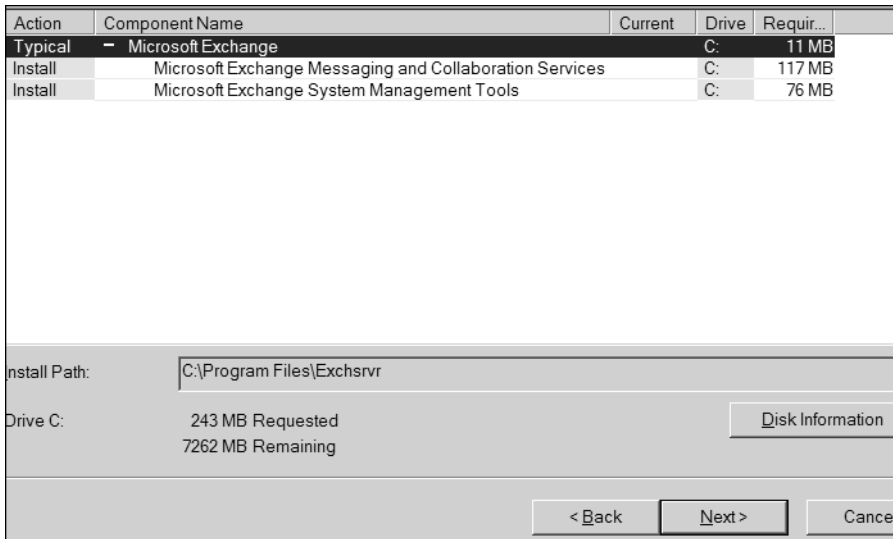 Action Component Name Current Drive Requir...
Typical − Microsoft Exchange C: 11 MB
Install Microsoft Exchange Messaging and Collaboration Services C: 117 MB
Install Microsoft Exchange System Management Tools C: 76 MB
nstall Path: C:\Program Files\Exchsrvr
Drive C: 243 MB Requested Disk Information
7262 MB Remaining
< Back Next > Cance